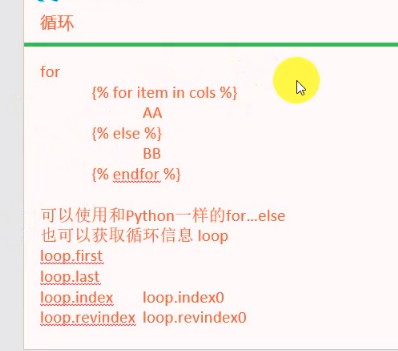 循环
for
{% for item in cols %}
AA
{% else %}
BB
{% endfor %}
可以使用和Python一样的for...else
也可以获取循环信息 loop
loop.first
loop.last
loop.index loop.index0
loop.revindex loop.revindex0